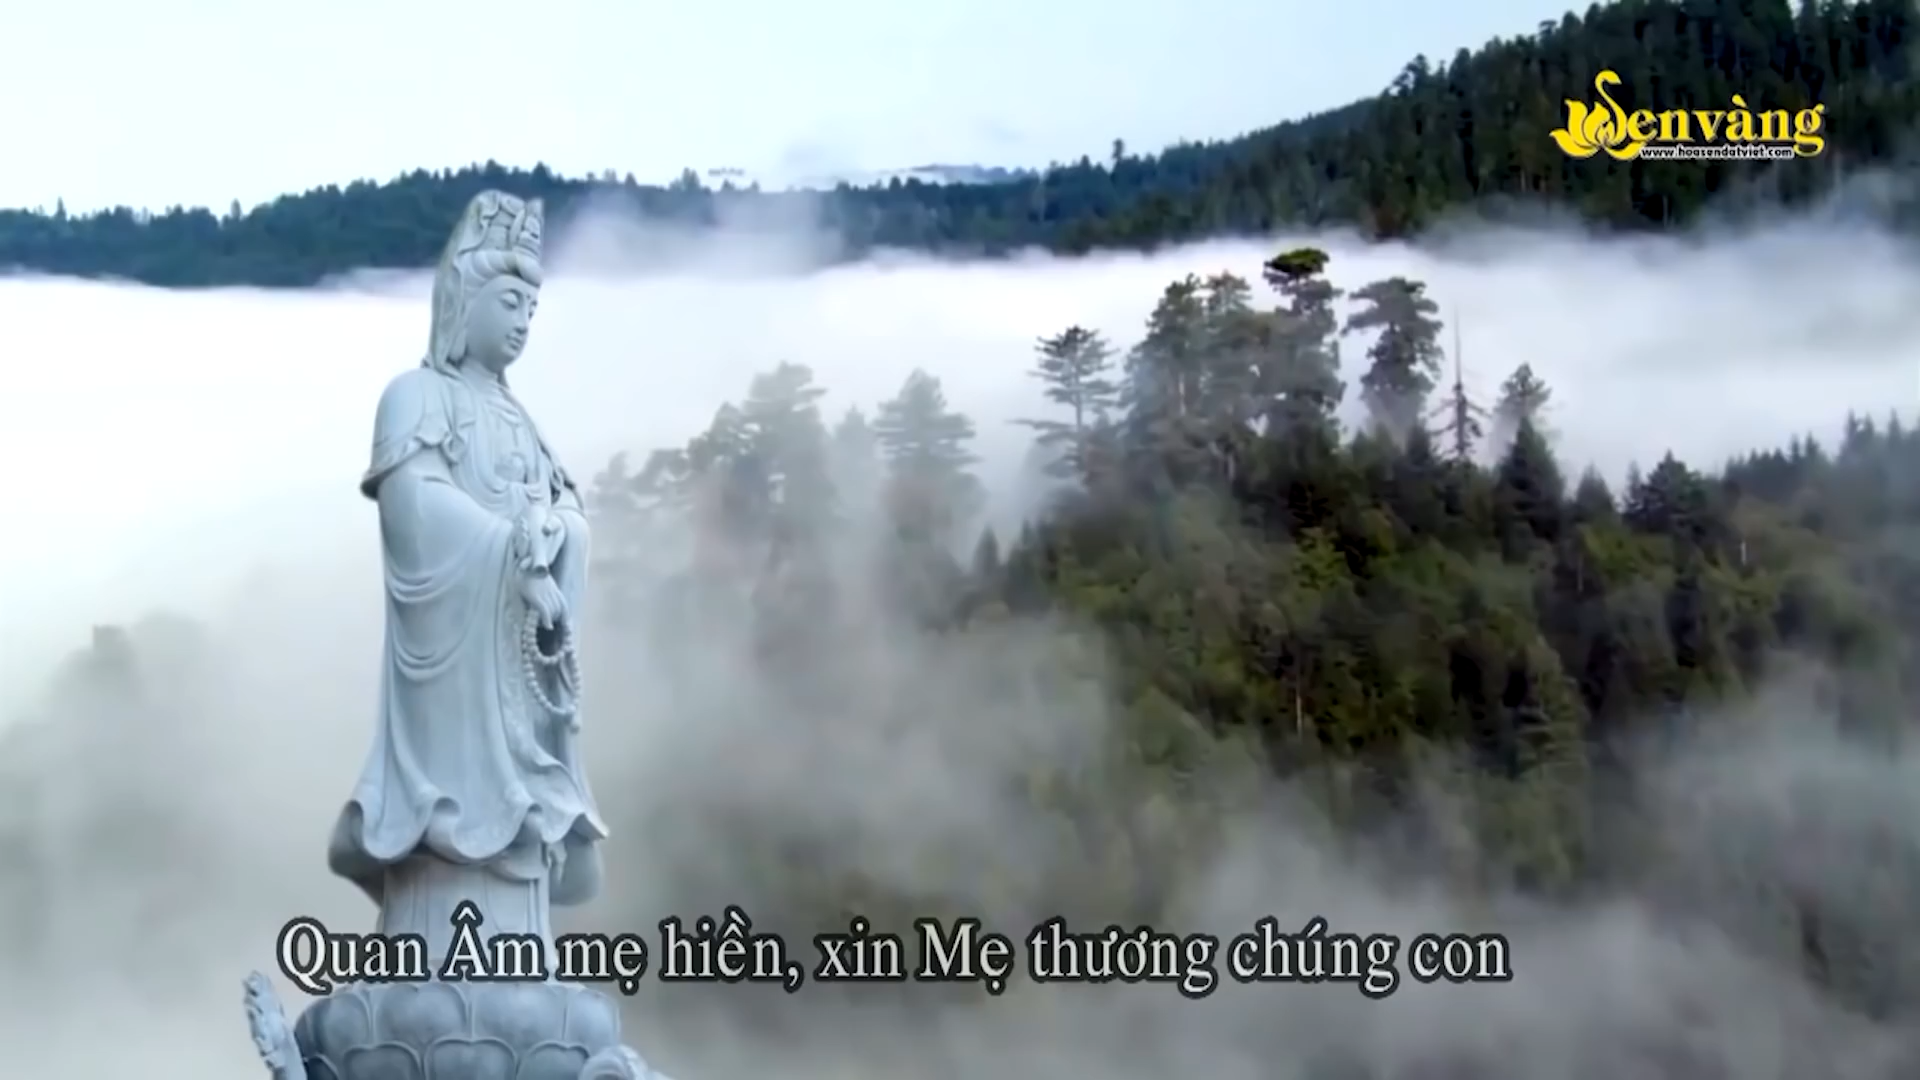 Senvàng
www.hoasendatviet.com
Quan Âm mẹ hiền, xin Mẹ thương chúng con